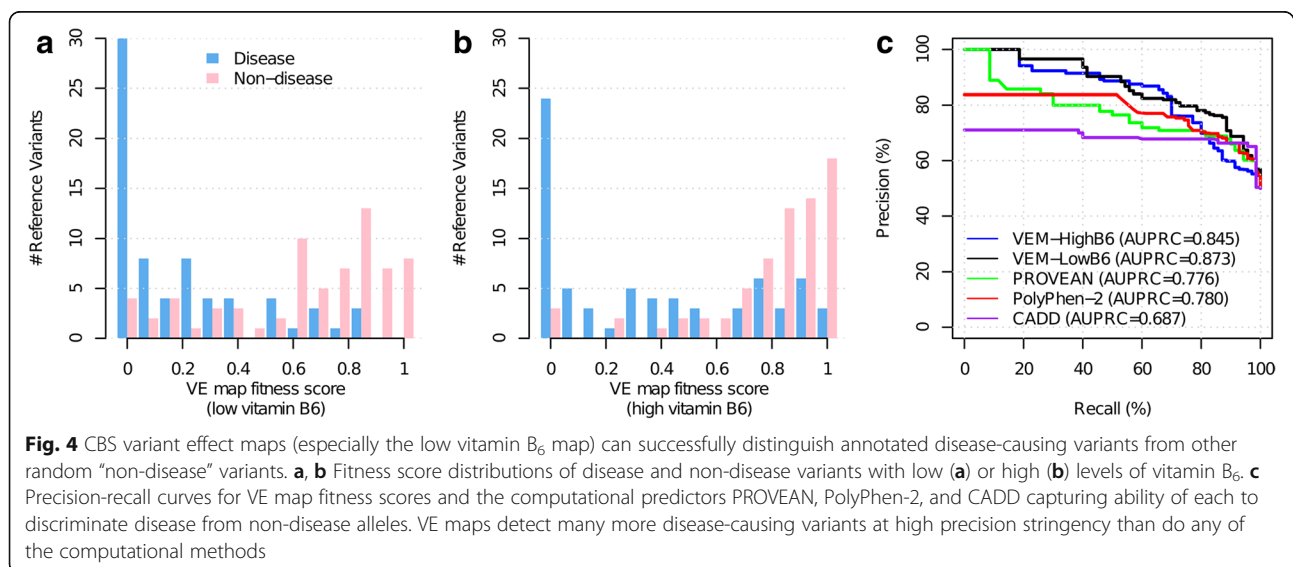 a
30
25
20
15
10
5
0
#Reference Variants
Disease
Non−disease
0 0.2 0.4 0.6 0.8 1
VE map fitness score
(low vitamin B6)
b
30
25
20
15
10
5
0
#Reference Variants
0 0.2 0.4 0.6 0.8 1
VE map fitness score
(high vitamin B6)
c
100
80
60
40
20
0
Precision (%)
VEM−HighB6 (AUPRC=0.845)
VEM−LowB6 (AUPRC=0.873)
PROVEAN (AUPRC=0.776)
PolyPhen−2 (AUPRC=0.780)
CADD (AUPRC=0.687)
0 20 40 60 80 100
Recall (%)
Fig. 4 CBS variant effect maps (especially the low vitamin B₆ map) can successfully distinguish annotated disease-causing variants from other
random “non-disease” variants. a, b Fitness score distributions of disease and non-disease variants with low (a) or high (b) levels of vitamin B₆. c
Precision-recall curves for VE map fitness scores and the computational predictors PROVEAN, PolyPhen-2, and CADD capturing ability of each to
discriminate disease from non-disease alleles. VE maps detect many more disease-causing variants at high precision stringency than do any of
the computational methods